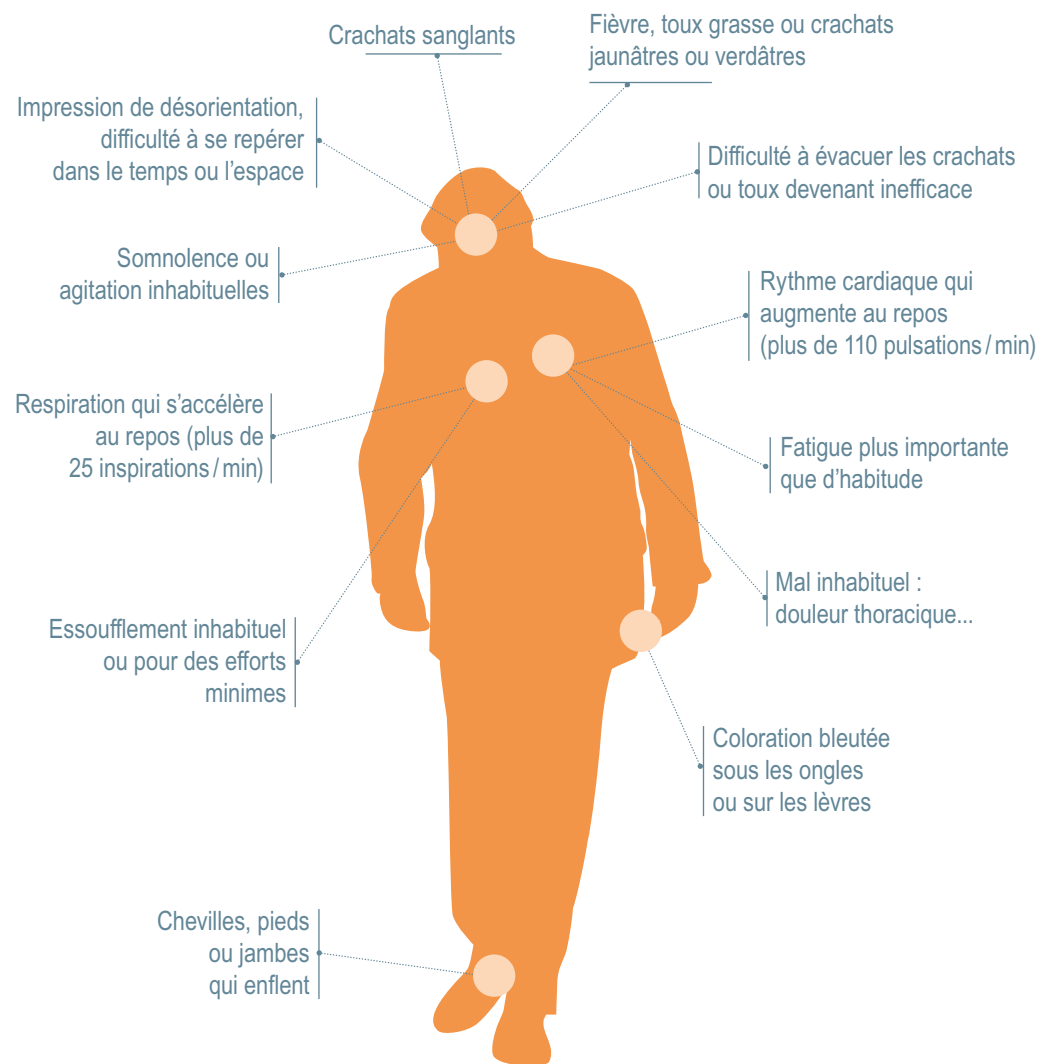 Crachats sanglants
Fièvre, toux grasse ou crachats
jaunâtres ou verdâtres
Impression de désorientation,
difficulté à se repérer
dans le temps ou l’espace
Difficulté à évacuer les crachats
ou toux devenant inefficace
Somnolence ou
agitation inhabituelles
Rythme cardiaque qui
augmente au repos
(plus de 110 pulsations / min)
Respiration qui s’accélère
au repos (plus de
25 inspirations / min)
Fatigue plus importante
que d’habitude
Mal inhabituel :
douleur thoracique...
Essoufflement inhabituel
ou pour des efforts
minimes
Coloration bleutée
sous les ongles
ou sur les lèvres
Chevilles, pieds
ou jambes
qui enflent